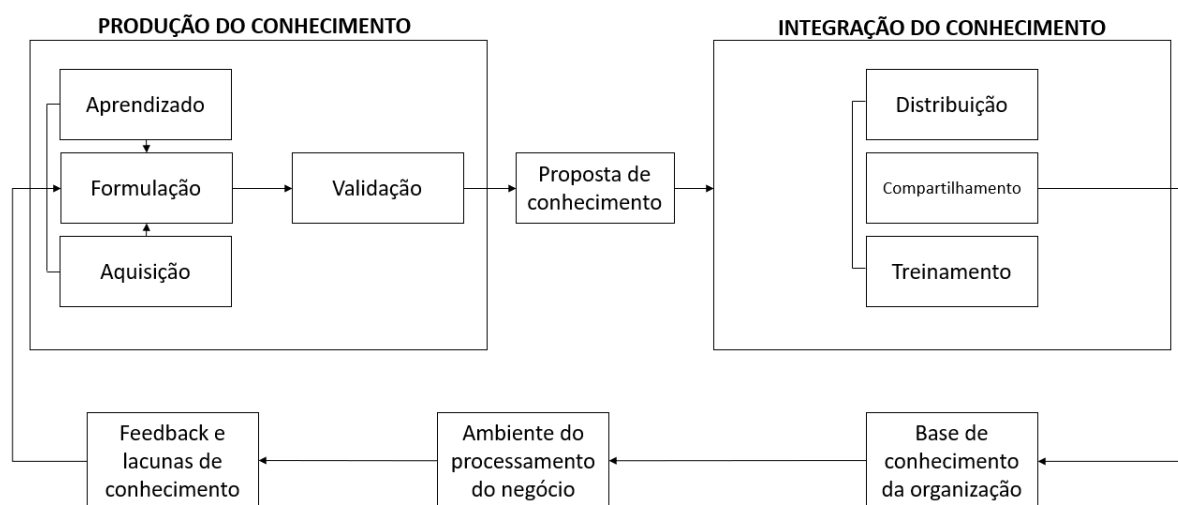 PRODUÇÃO DO CONHECIMENTO
Aprendizado
Formulação
Aquisição
Validação
Proposta de
conhecimento
INTEGRAÇÃO DO CONHECIMENTO
Distribuição
Compartilhamento
Treinamento
Feedback e
lacunas de
conhecimento
Ambiente do
processamento
do negócio
Base de
conhecimento
da organização